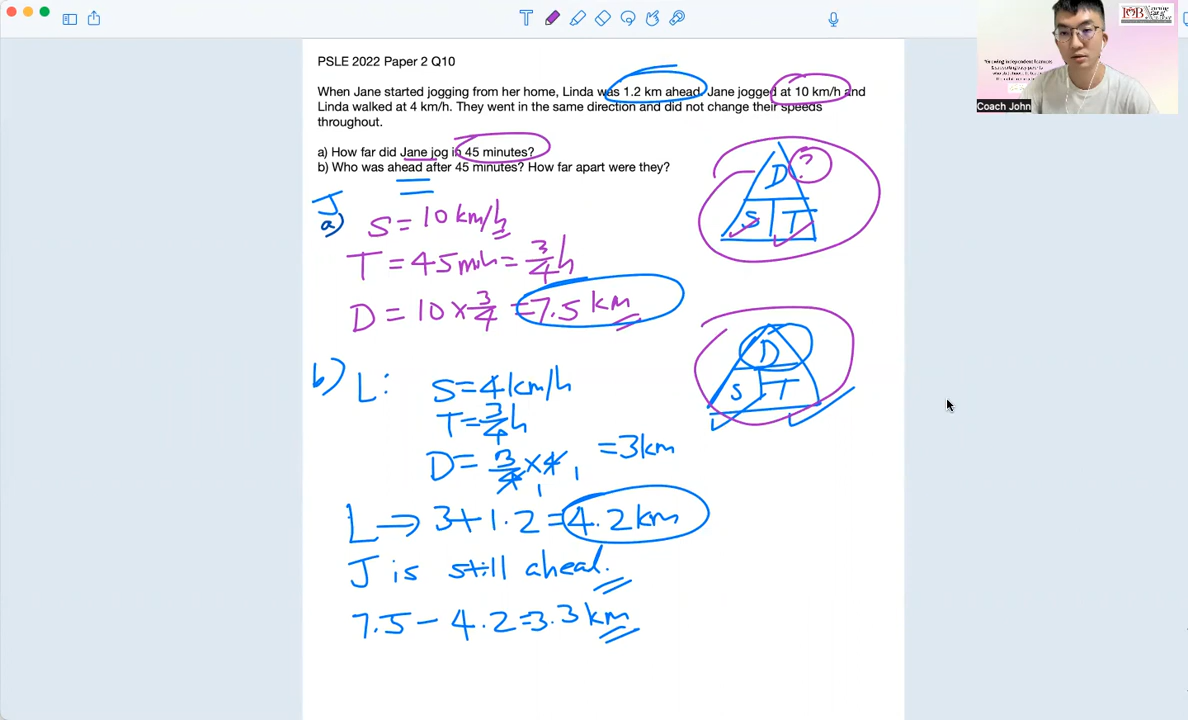 PSLE 2022 Paper 2 Q10
When Jane started jogging from her home, Linda was 1.2 km ahead. Jane jogged at 10 km/h and
Linda walked at 4 km/h. They went in the same direction and did not change their speeds
throughout.
a) How far did Jane jog in 45 minutes?
b) Who was ahead after 45 minutes? How far apart were they?
Coach John
D ?
S T
J
a) S = 10 km/h
T = 45 min = 3/4 h
D = 10 × 3/4 = 7.5 km
D
S T
b) L: S = 4 km/h
T = 3/4 h
D = 3/4 × 4 = 3 km
1 1
L ⇒ 3 + 1.2 = 4.2 km
J is still ahead.
7.5 - 4.2 = 3.3 km